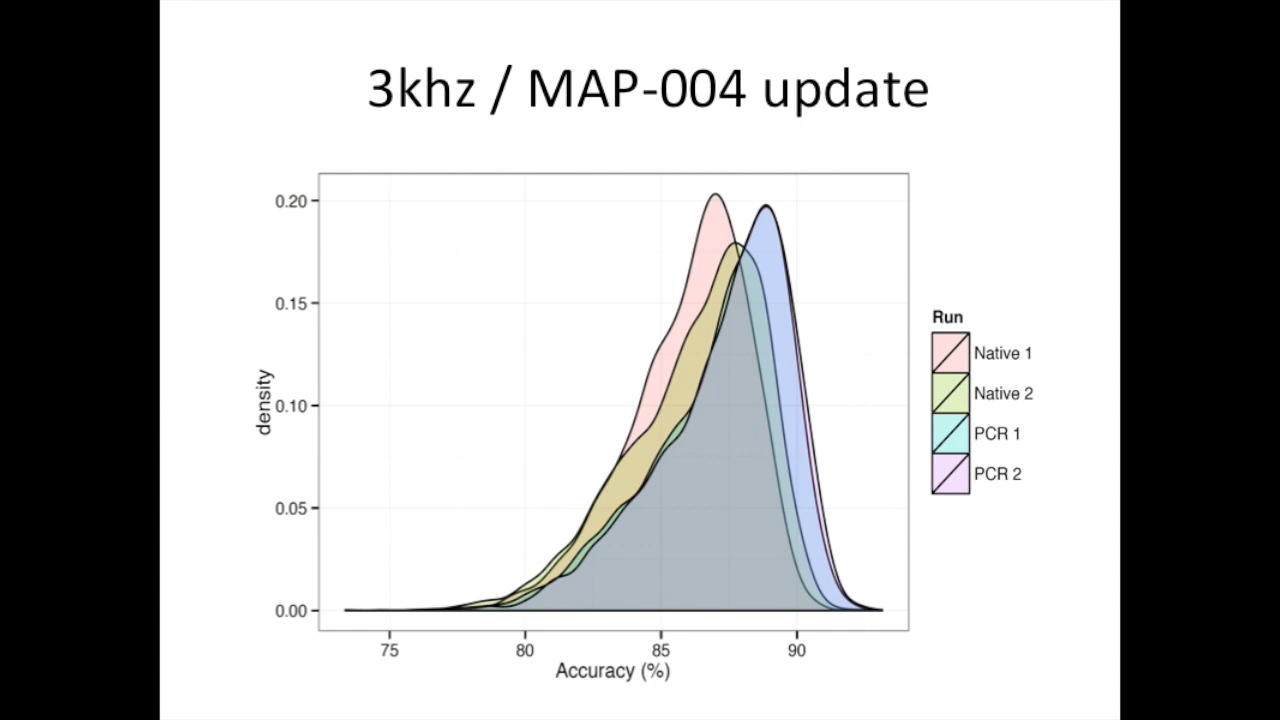 3khz / MAP-004 update
0.20
0.15
0.10
0.05
0.00
density
75 80 85 90
Accuracy (%)
Run
Native 1
Native 2
PCR 1
PCR 2